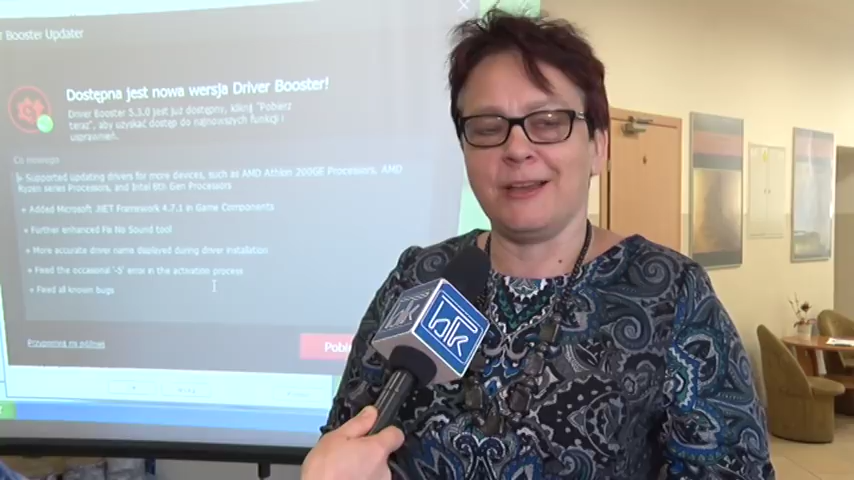 r Booster Updater
Dostępna jest nowa wersja Driver Booster!
Driver Booster 5.3.0 jest już dostępny, kliknij "Pobierz
teraz", aby uzyskać dostęp do najnowszych funkcji i
usprawnień.
Co nowego
+ Supported updating drivers for more devices, such as AMD Athlon 200GE Processors, AMD
Ryzen series Processors, and Intel 8th Gen Processors
+ Added Microsoft .NET Framework 4.7.1 in Game Components
+ Further enhanced Fix No Sound tool
+ More accurate driver name displayed during driver installation
+ Fixed the occasional '-5' error in the activation process
+ Fixed all known bugs
Przypomnij mi później
Pobi